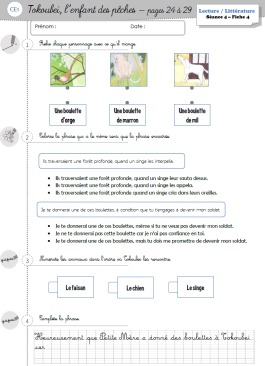 CE1
Tokoubei, l'enfant des pêches – pages 24 à 29
Lecture / Littérature
Séance 4 - Fiche 4
Prénom :
Date :
1
Relie chaque personnage avec ce qu'il mange.
Une boulette d'orge
Une boulette de marron
Une boulette de mil
2
Colorie la phrase qui a le même sens que la phrase encadrée.
Ils traversaient une forêt profonde, quand un singe les interpella.
Ils traversaient une forêt profonde, quand un singe leur sauta dessus.
Ils traversaient une forêt profonde, quand un singe les appela.
Ils traversaient une forêt profonde, quand un singe cria dans leurs oreilles.
Je te donnerai une de ces boulettes, à condition que tu t'engages à devenir mon soldat.
Je te donnerai une de ces boulettes, même si tu ne veux pas devenir mon soldat.
Je ne te donnerai pas cette boulette car je n'ai pas confiance en toi.
Je te donnerai une de ces boulettes, mais tu dois me promettre de devenir mon soldat.
3
Numérote les animaux dans l'ordre où Tokoubei les rencontre.
Le faisan
Le chien
Le singe
4
Complète la phrase.
Heureusement que Petite Mère a donné des boulettes à Tokoubei
car